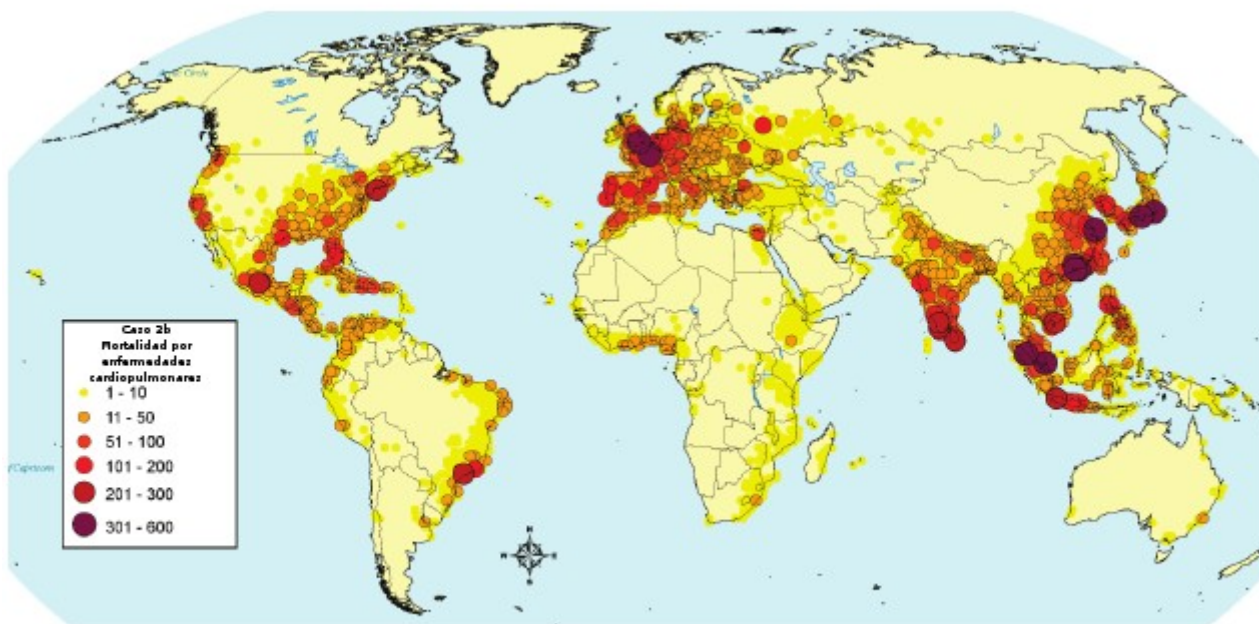 Circle
Caso 2b
Mortalidad por
enfermedades
cardiopulmonares
1 - 10
11 - 50
51 - 100
101 - 200
201 - 300
301 - 600
N
W
E
S